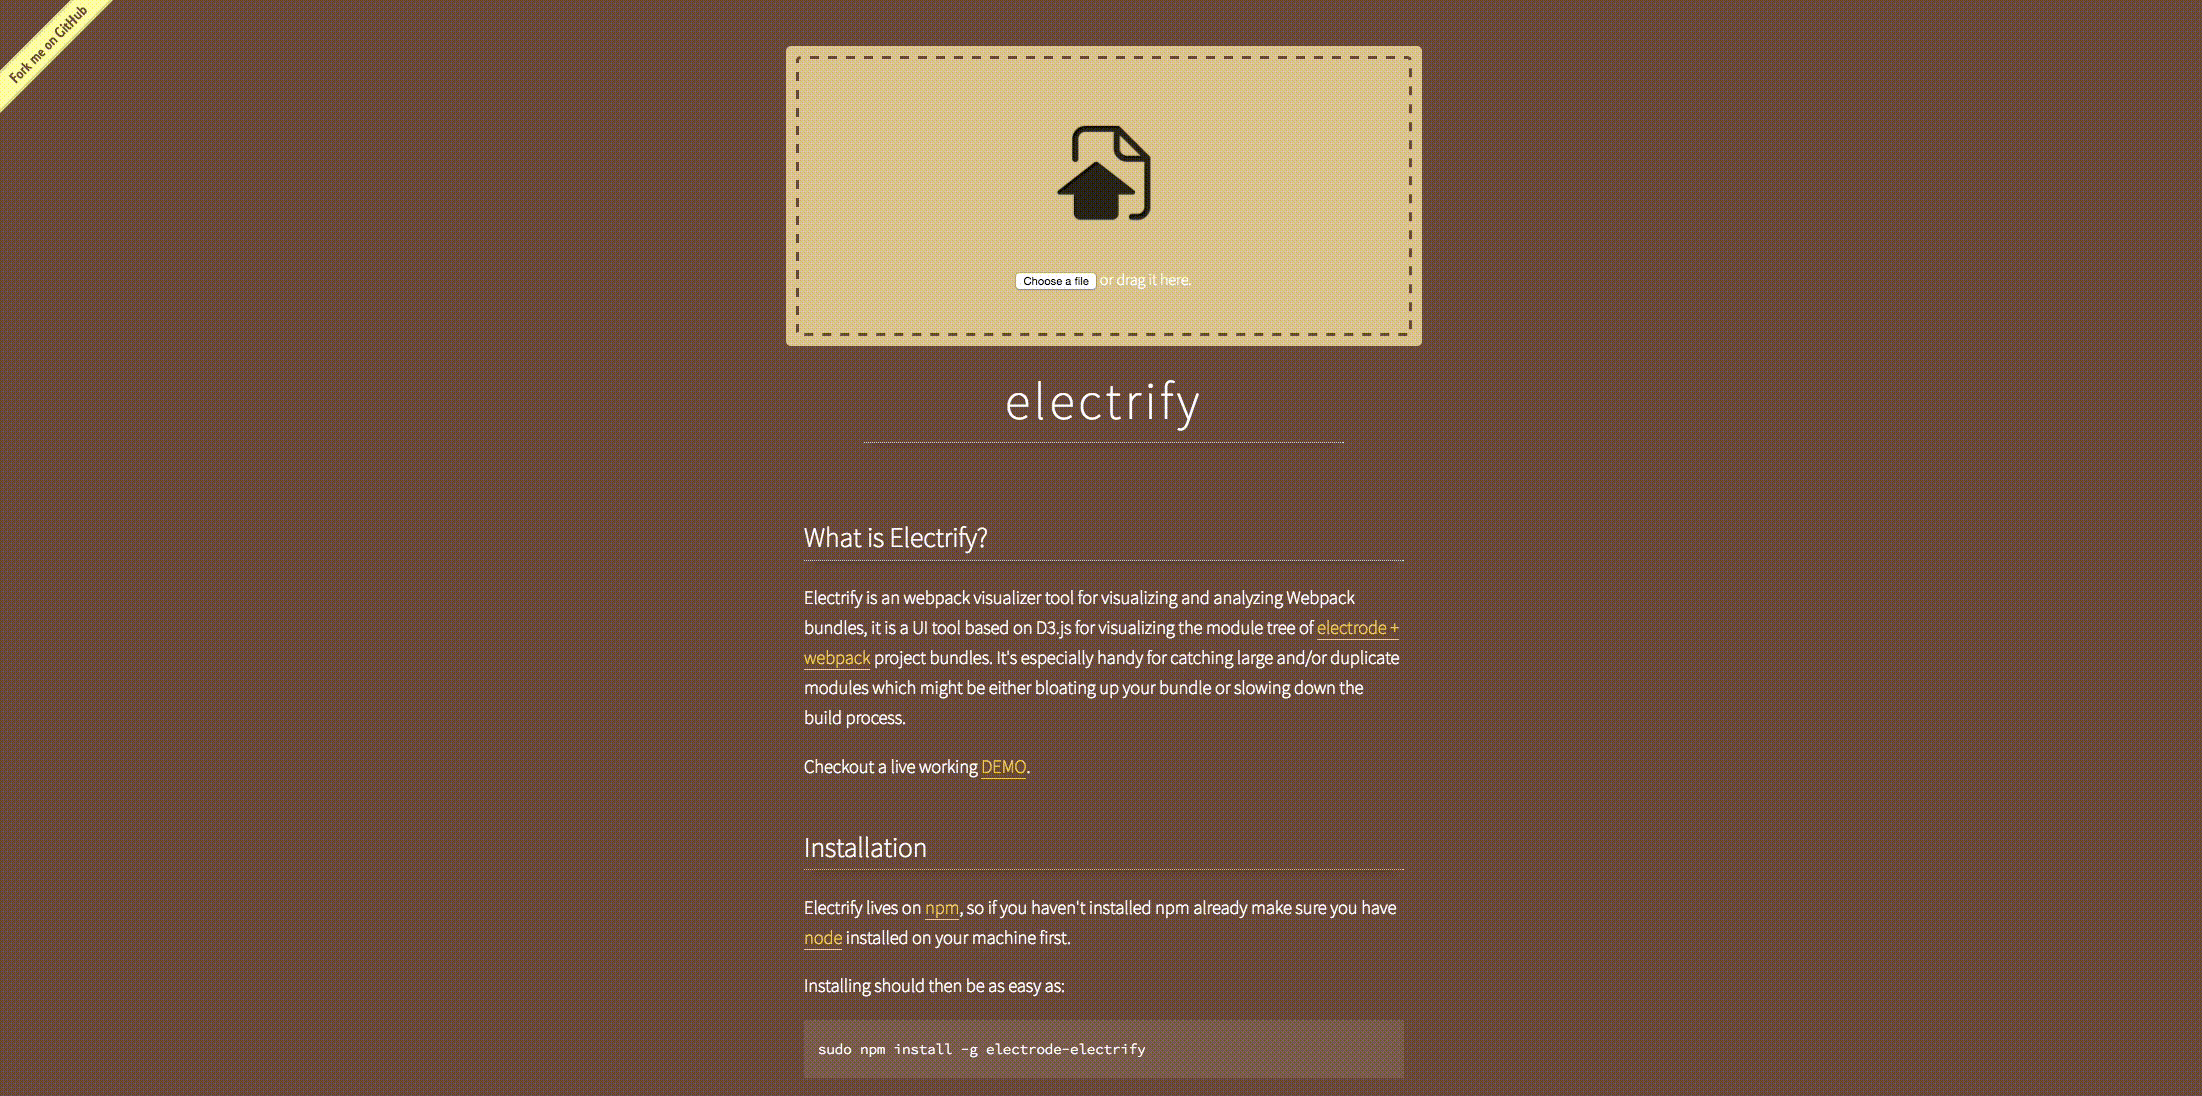 Fork me on GitHub
Choose a file or drag it here.
electrify
What is Electrify?
Electrify is an webpack visualizer tool for visualizing and analyzing Webpack
bundles, it is a UI tool based on D3.js for visualizing the module tree of electrode +
webpack project bundles. It's especially handy for catching large and/or duplicate
modules which might be either bloating up your bundle or slowing down the
build process.
Checkout a live working DEMO.
Installation
Electrify lives on npm, so if you haven't installed npm already make sure you have
node installed on your machine first.
Installing should then be as easy as:
sudo npm install -g electrode-electrify